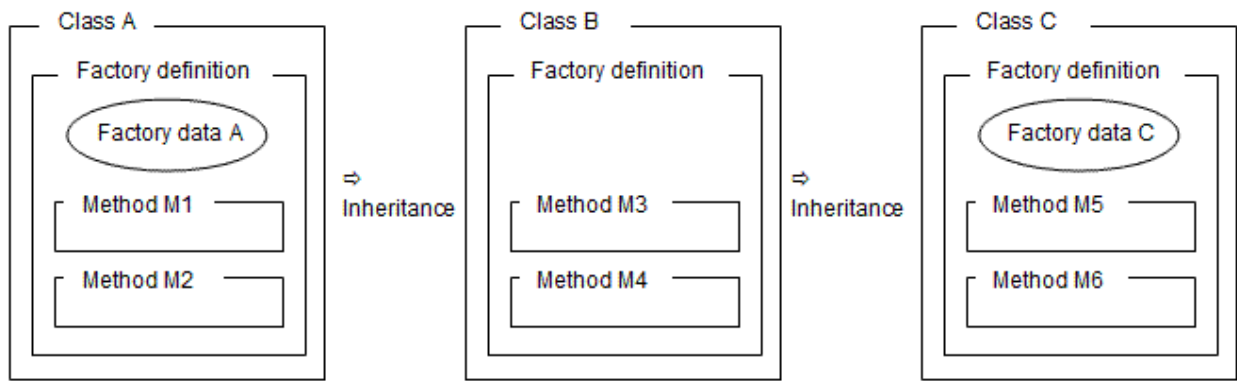 Class A
Factory definition
Factory data A
Method M1
Method M2
⇨
Inheritance
Class B
Factory definition
Method M3
Method M4
⇨
Inheritance
Class C
Factory definition
Factory data C
Method M5
Method M6